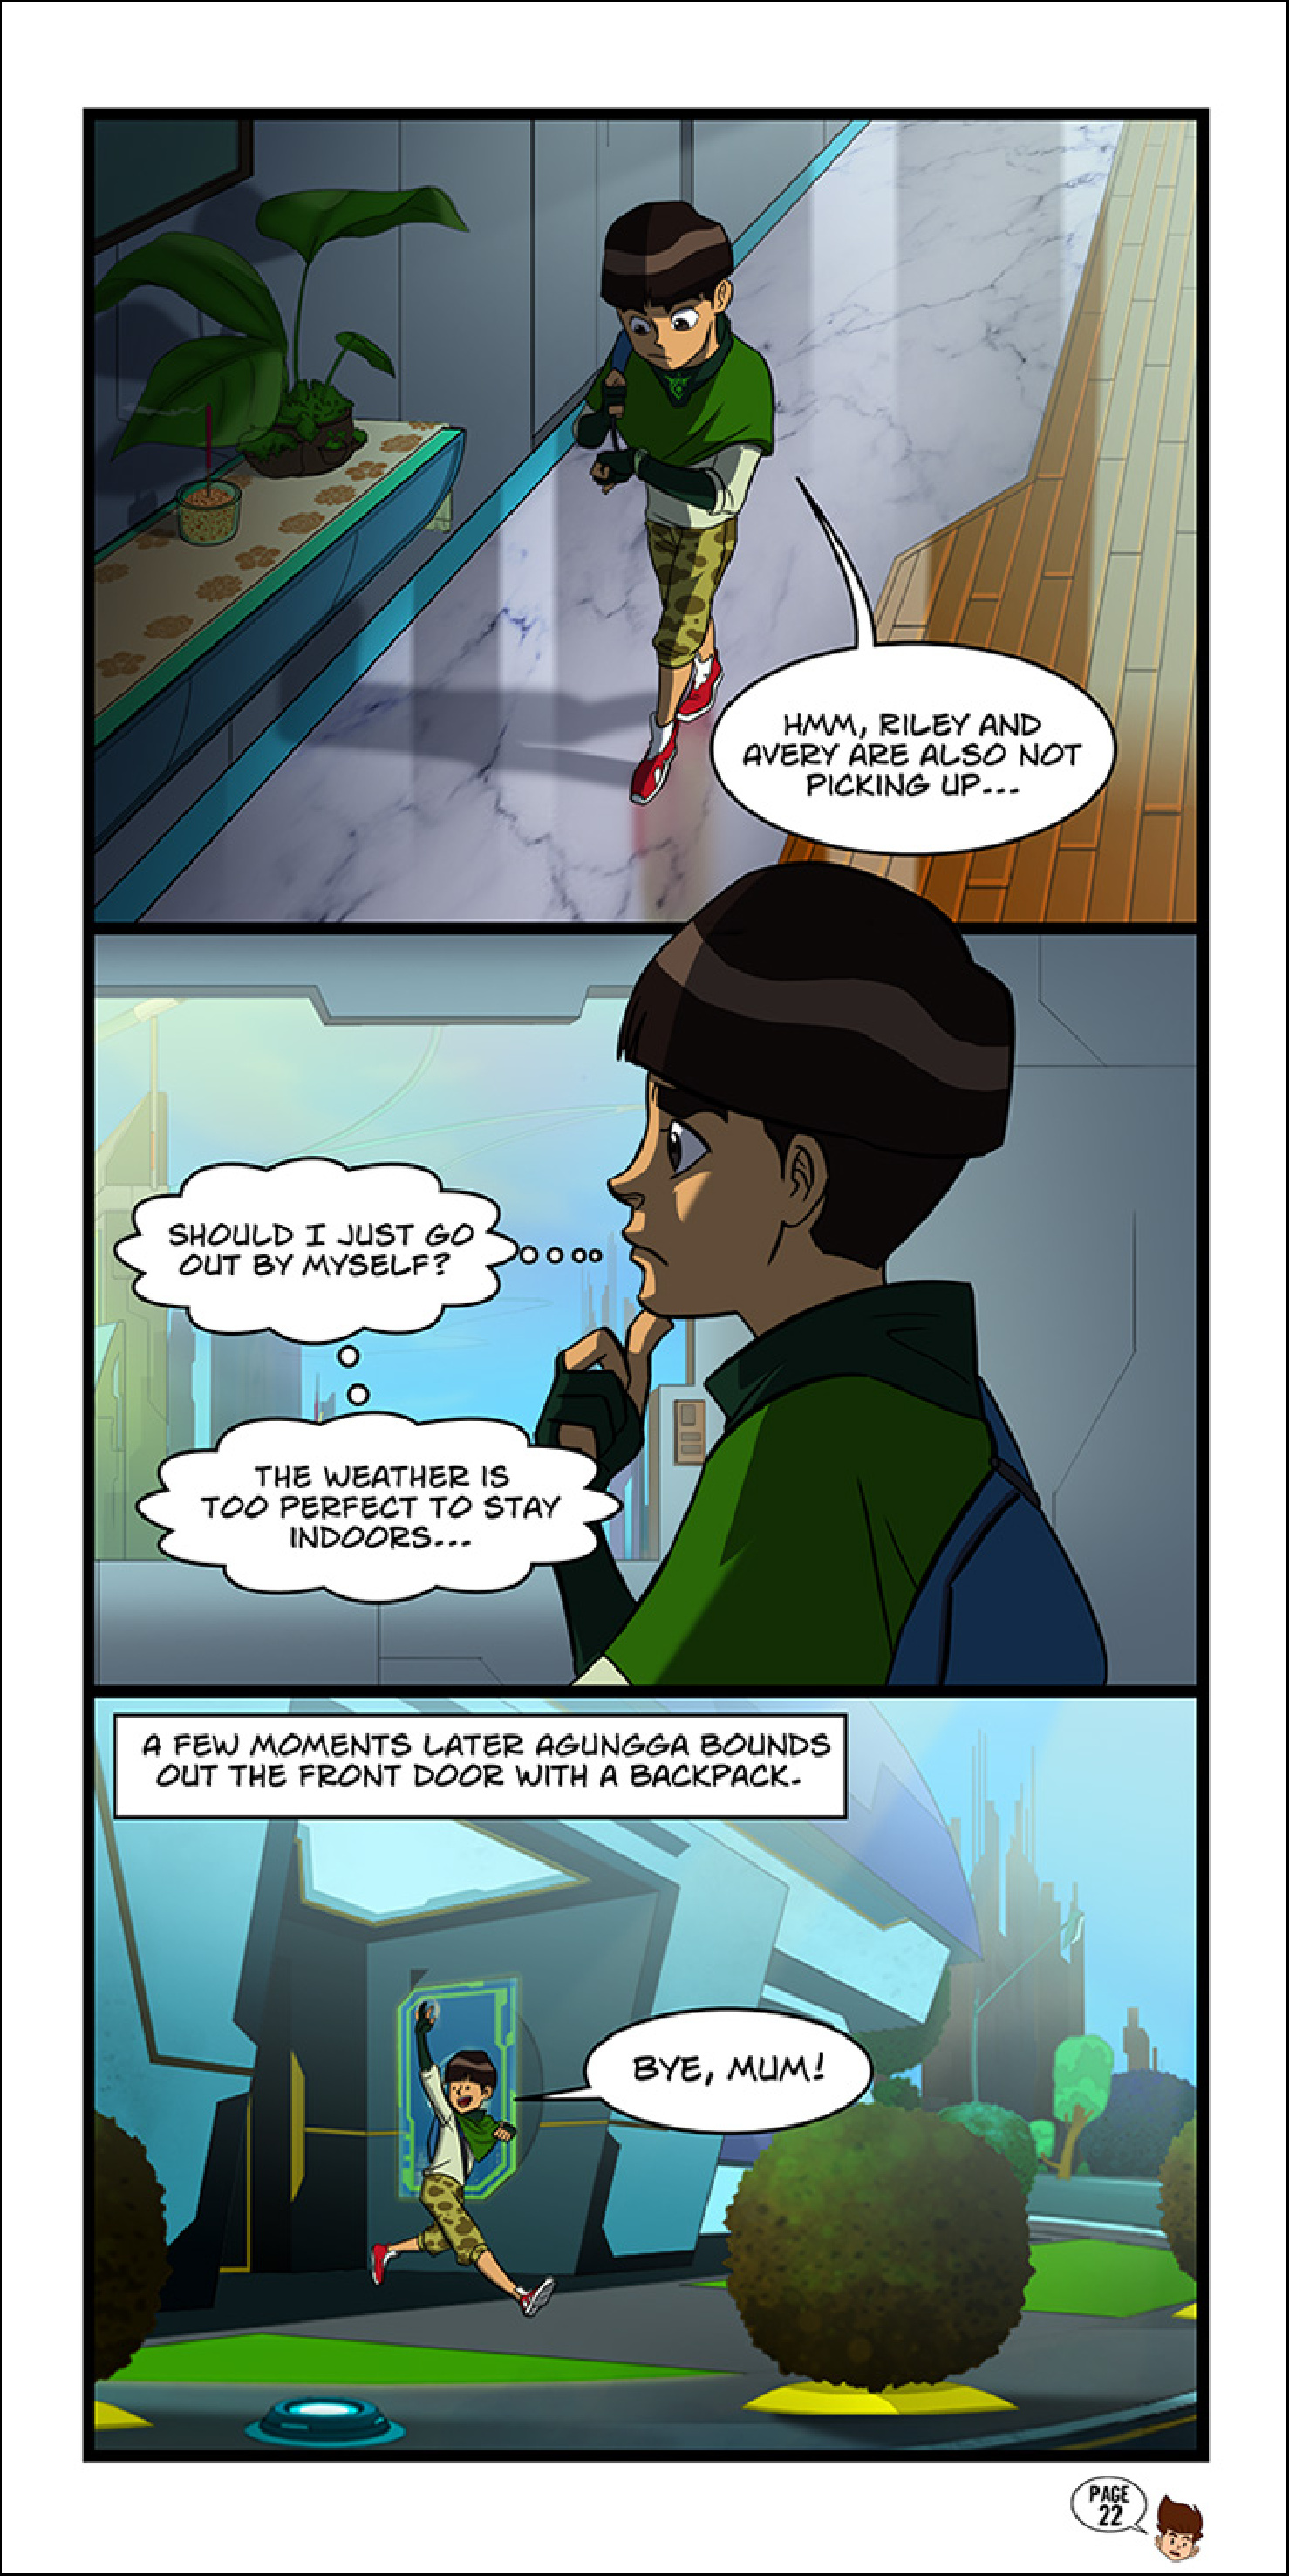 HMM, RILEY AND
AVERY ARE ALSO NOT
PICKING UP...
SHOULD I JUST GO
OUT BY MYSELF?
THE WEATHER IS
TOO PERFECT TO STAY
INDOORS...
A FEW MOMENTS LATER AGUNGGA BOUNDS
OUT THE FRONT DOOR WITH A BACKPACK.
BYE, MUM!
PAGE
22